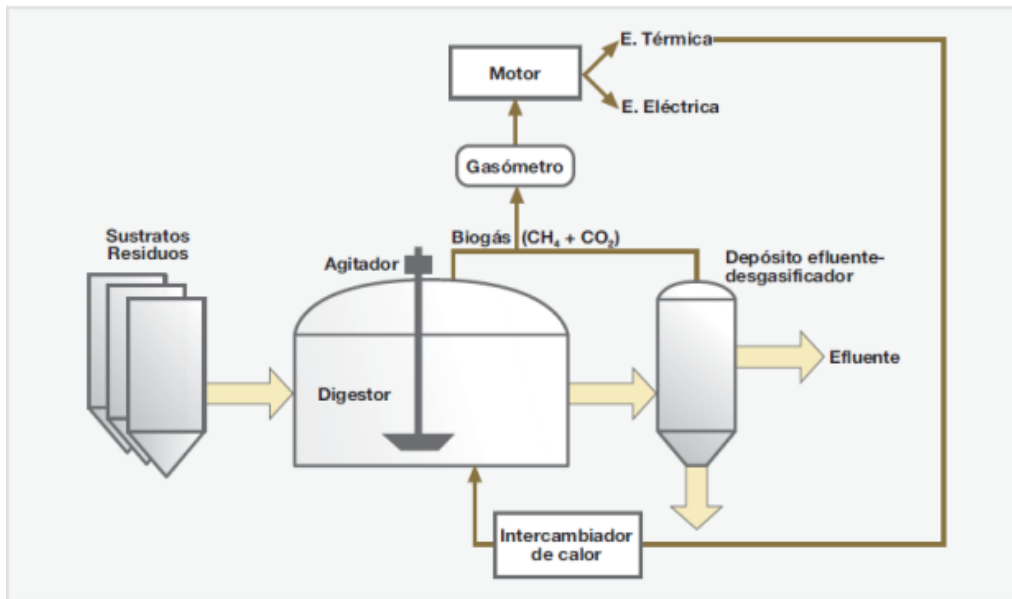 E. Térmica
Motor
E. Eléctrica
Gasómetro
Sustratos
Residuos
Biogás (CH₄ + CO₂)
Agitador
Depósito efluente-
desgasificador
Efluente
Digestor
Intercambiador
de calor